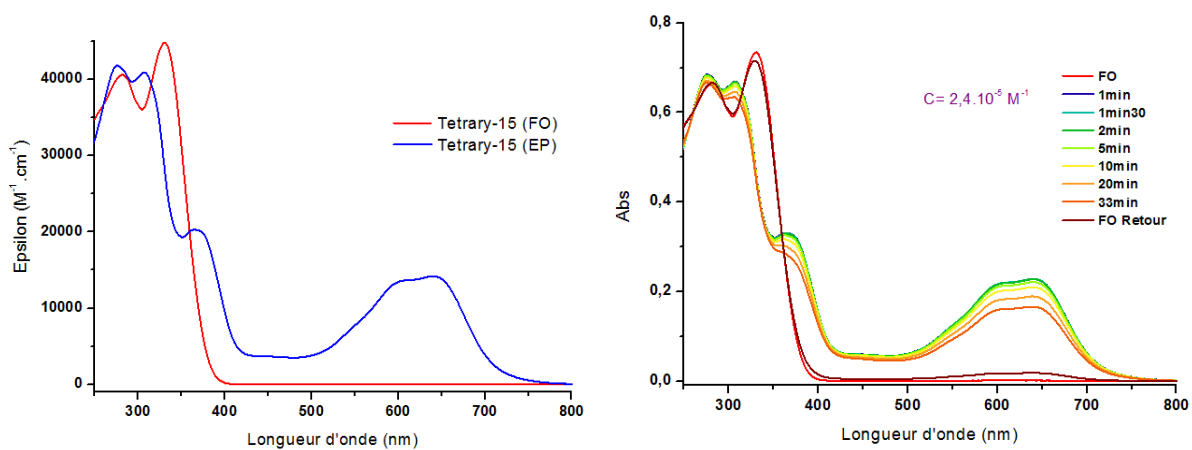 40000
30000
20000
10000
0
Epsilon (M⁻¹.cm⁻¹)
Tetrary-15 (FO)
Tetrary-15 (EP)
300 400 500 600 700 800
Longueur d'onde (nm)
0,8
0,6
0,4
0,2
0,0
Abs
C= 2,4.10⁻⁵ M⁻¹
FO
1min
1min30
2min
5min
10min
20min
33min
FO Retour
300 400 500 600 700 800
Longueur d'onde (nm)